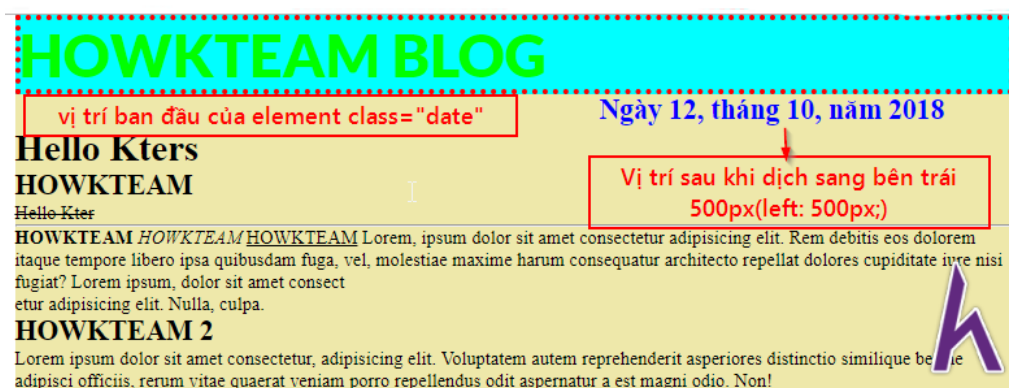 HOWKTEAM BLOG
vị trí ban đầu của element class="date"
Ngày 12, tháng 10, năm 2018
Hello Kters
HOWKTEAM
Vị trí sau khi dịch sang bên trái
500px(left: 500px;)
Hello Kter
HOWKTEAM HOWKTEAM HOWKTEAM Lorem, ipsum dolor sit amet consectetur adipisicing elit. Rem debitis eos dolorem
itaque tempore libero ipsa quibusdam fuga, vel, molestiae maxime harum consequatur architecto repellat dolores cupiditate iure nisi
fugiat? Lorem ipsum, dolor sit amet consect
etur adipisicing elit. Nulla, culpa.
HOWKTEAM 2
Lorem ipsum dolor sit amet consectetur, adipisicing elit. Voluptatem autem reprehenderit asperiores distinctio similique
adipisci officiis, rerum vitae quaerat veniam porro repellendus odit aspernatur a est magni odio. Non!
h